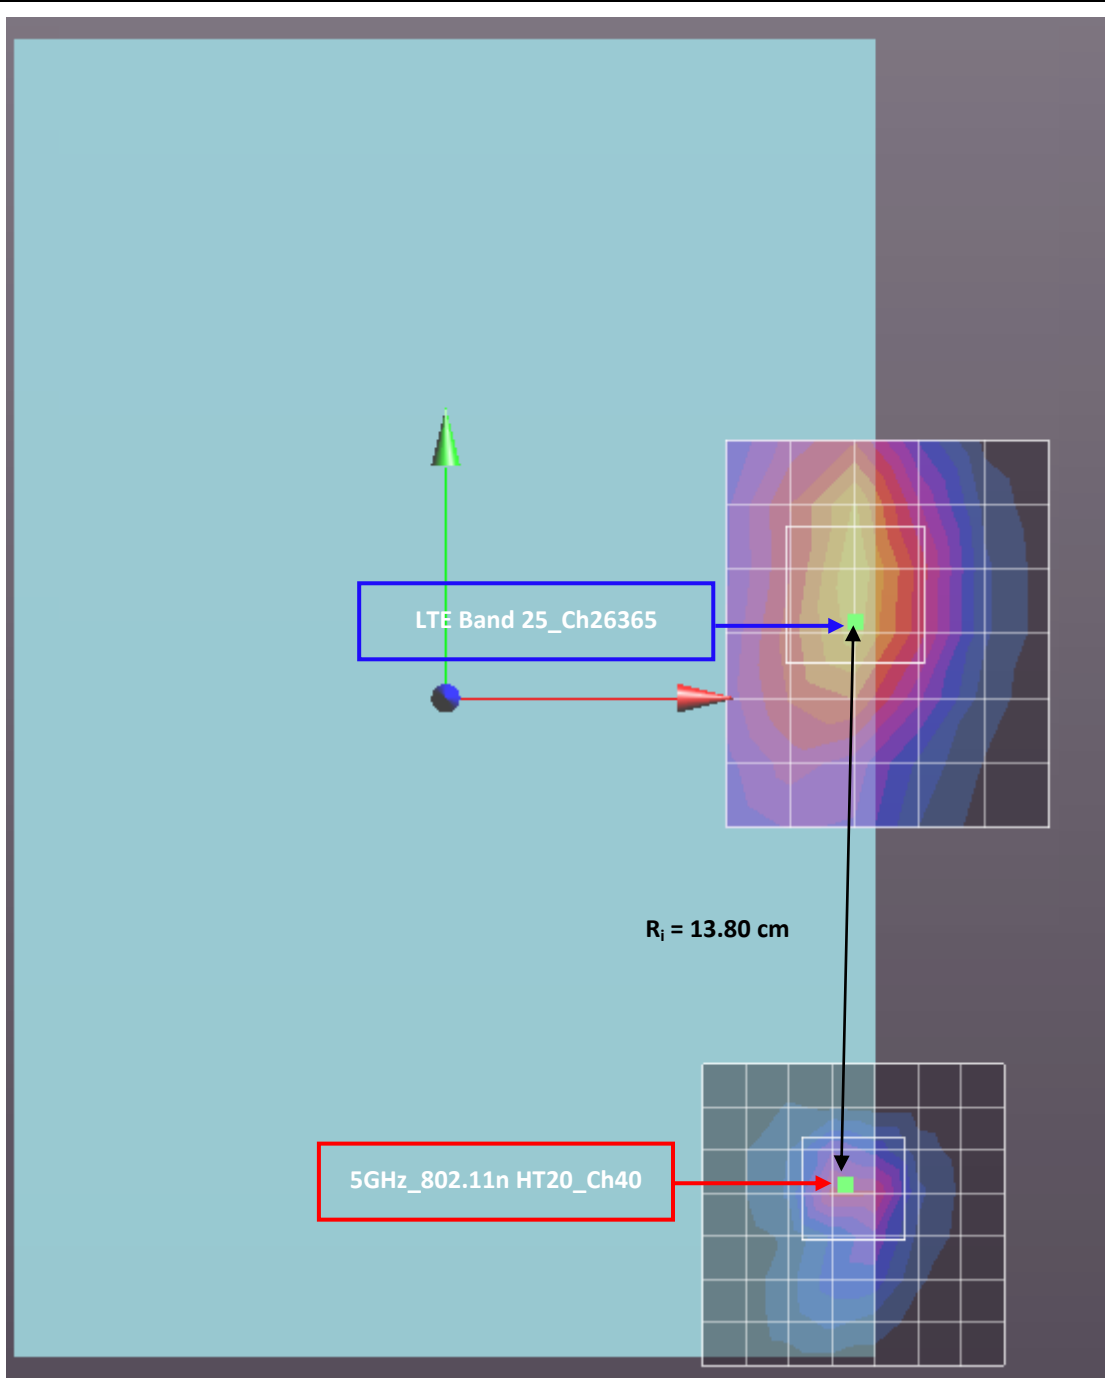 LTE Band 25_Ch26365
Rᵢ = 13.80 cm
5GHz_802.11n HT20_Ch40